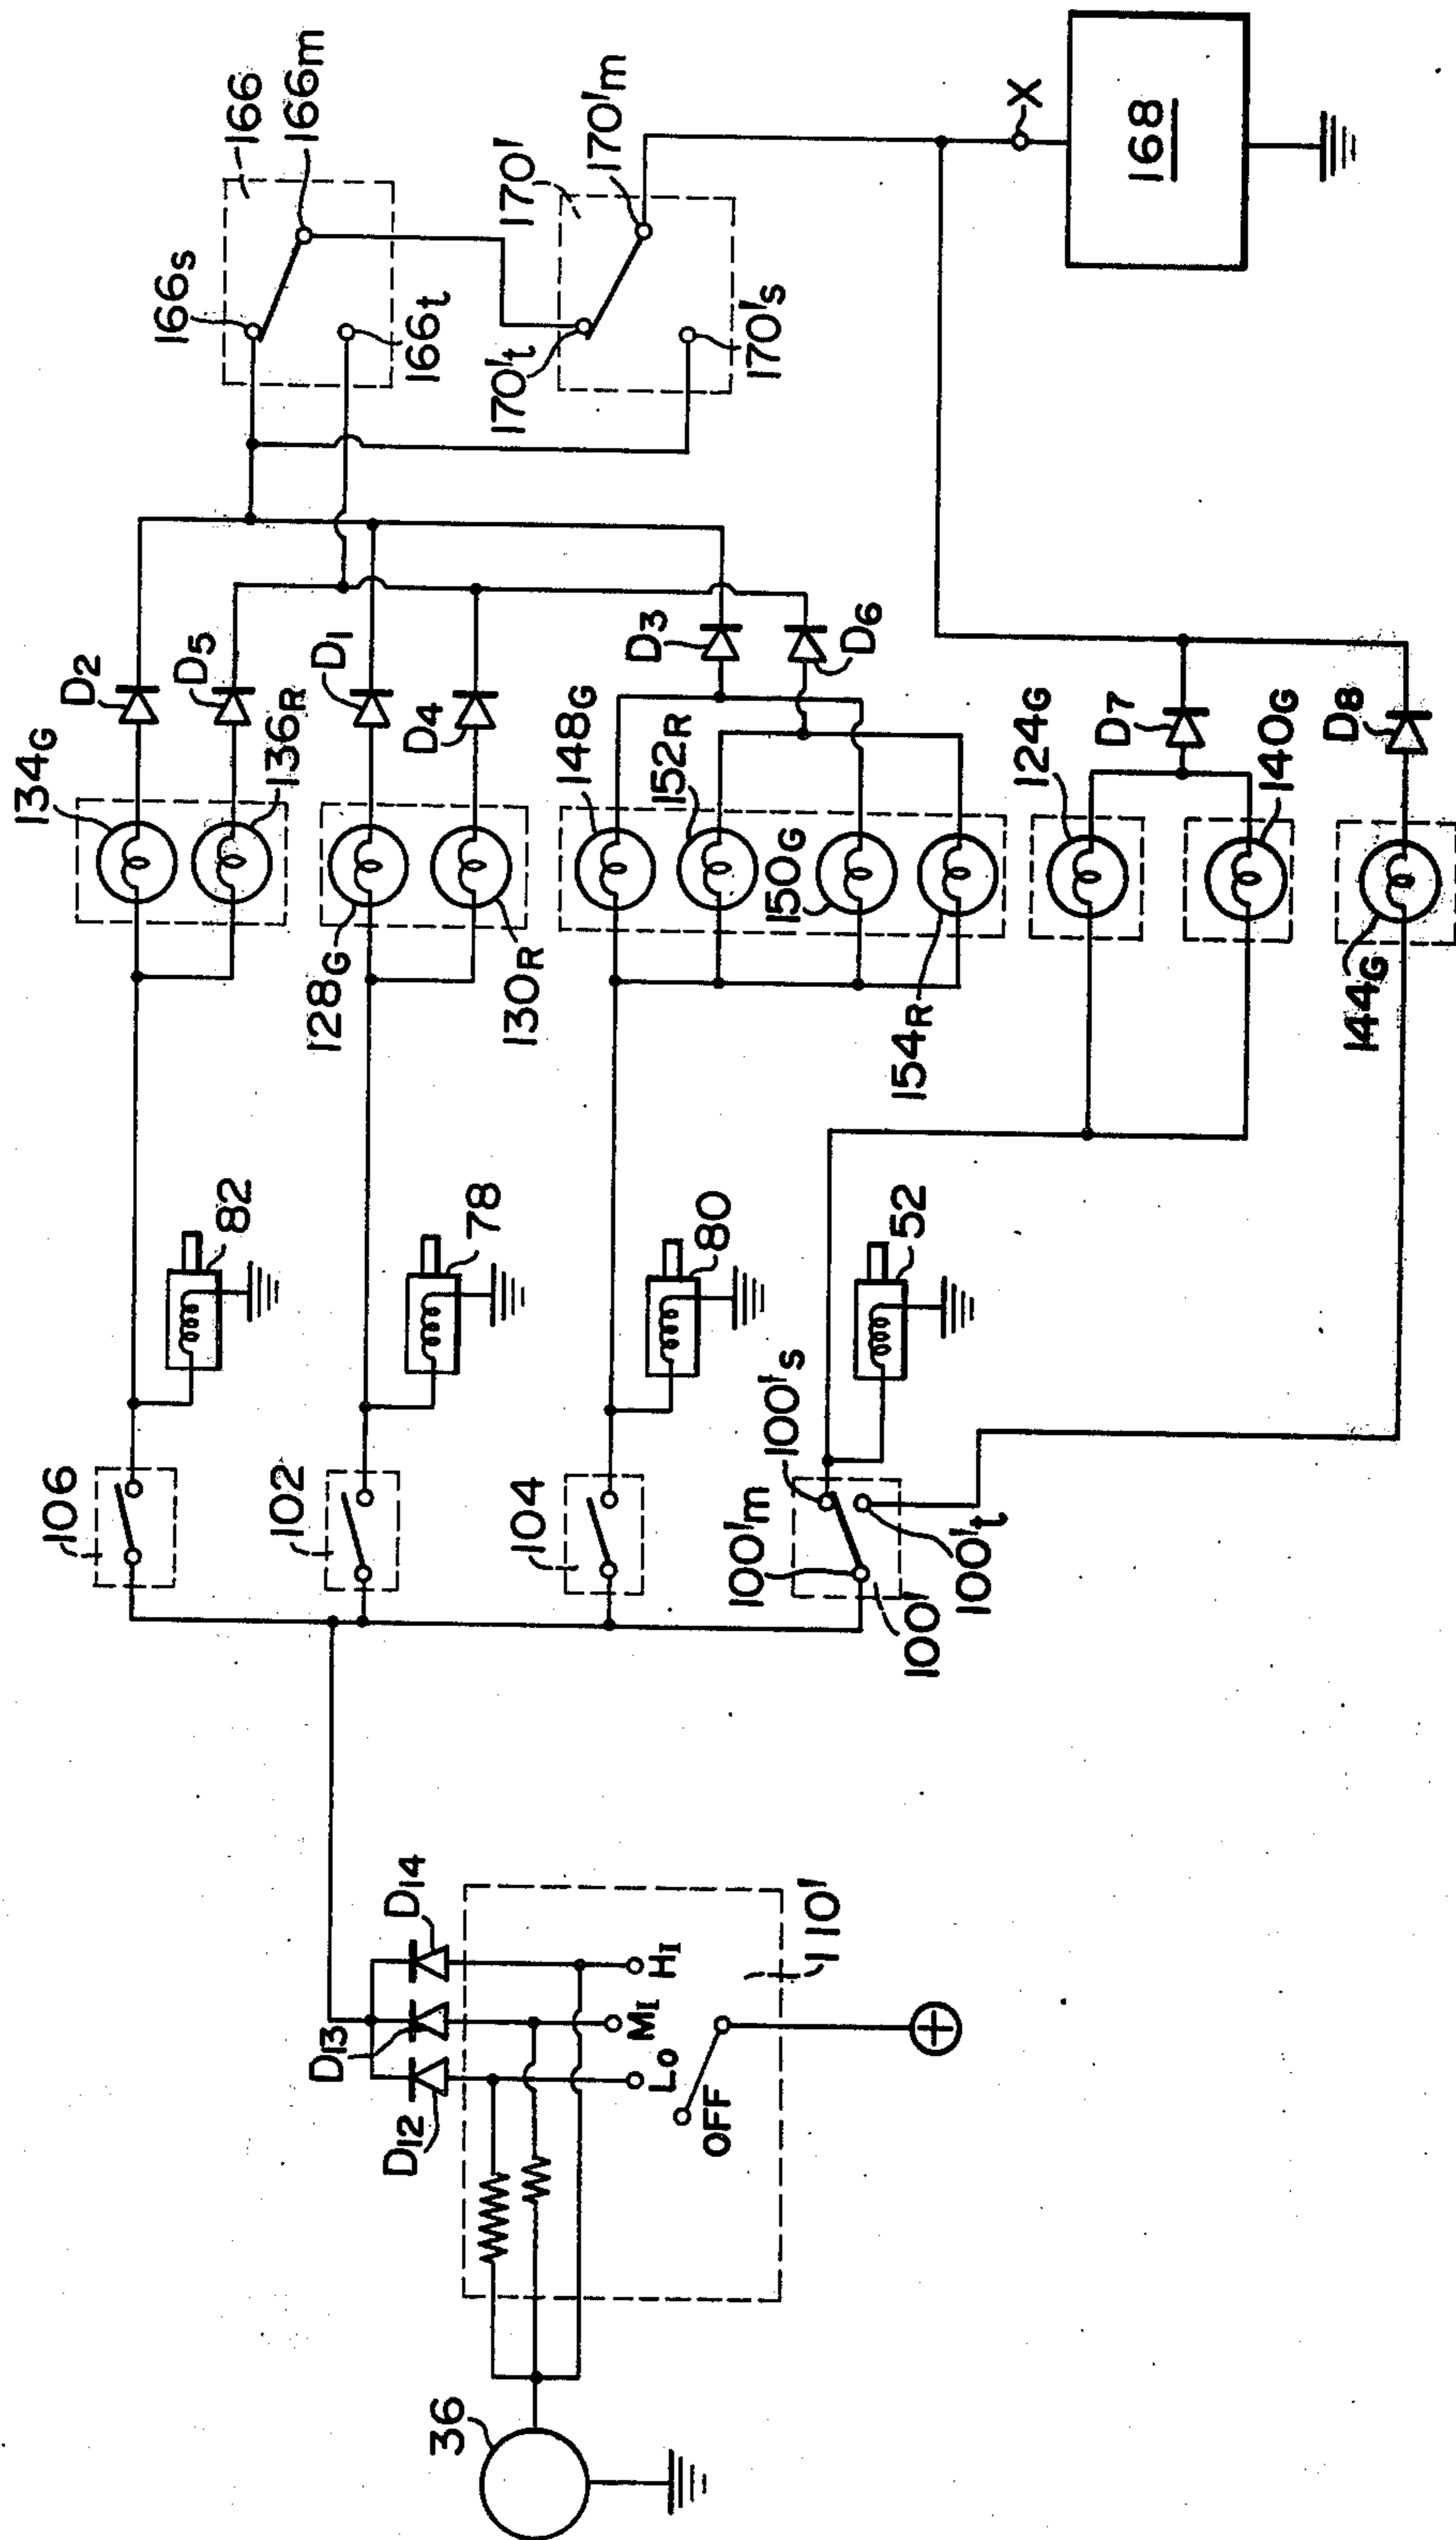 166
166m
166s
166t
170'
170'm
170't
170's
X
168
134G
D2
D5
136R
D1
D4
128G
130R
D3
D6
148G
152R
150G
154R
124G
D7
140G
D8
144G
82
78
80
52
106
102
104
100's
100'm
100't
100'
D14
D13
D12
HI
MI
LO
OFF
110'
36